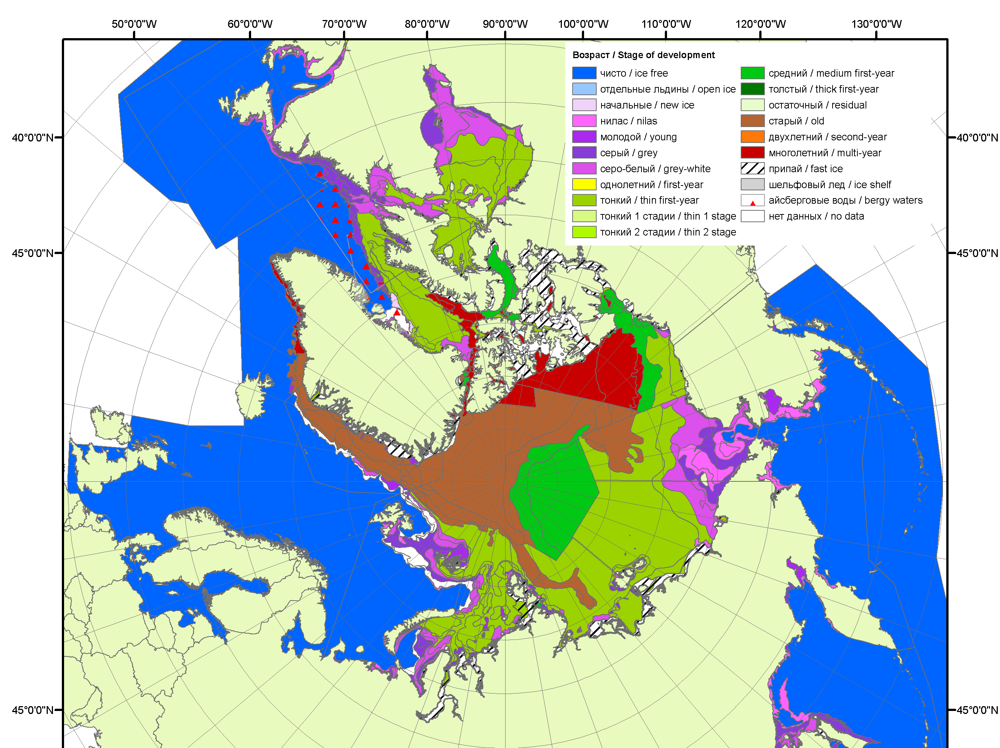 50°0'0"W 60°0'0"W 70°0'0"W 80°0'0"W 90°0'0"W 100°0'0"W 110°0'0"W 120°0'0"W 130°0'0"W
Возраст / Stage of development
чисто / ice free
отдельные льдины / open ice
начальные / new ice
нилас / nilas
молодой / young
серый / grey
серо-белый / grey-white
однолетний / first-year
тонкий / thin first-year
тонкий 1 стадии / thin 1 stage
тонкий 2 стадии / thin 2 stage
средний / medium first-year
толстый / thick first-year
остаточный / residual
старый / old
двухлетний / second-year
многолетний / multi-year
припай / fast ice
шельфовый лед / ice shelf
айсберговые воды / bergy waters
нет данных / no data
40°0'0"N 40°0'0"N
45°0'0"N 45°0'0"N
45°0'0"N 45°0'0"N